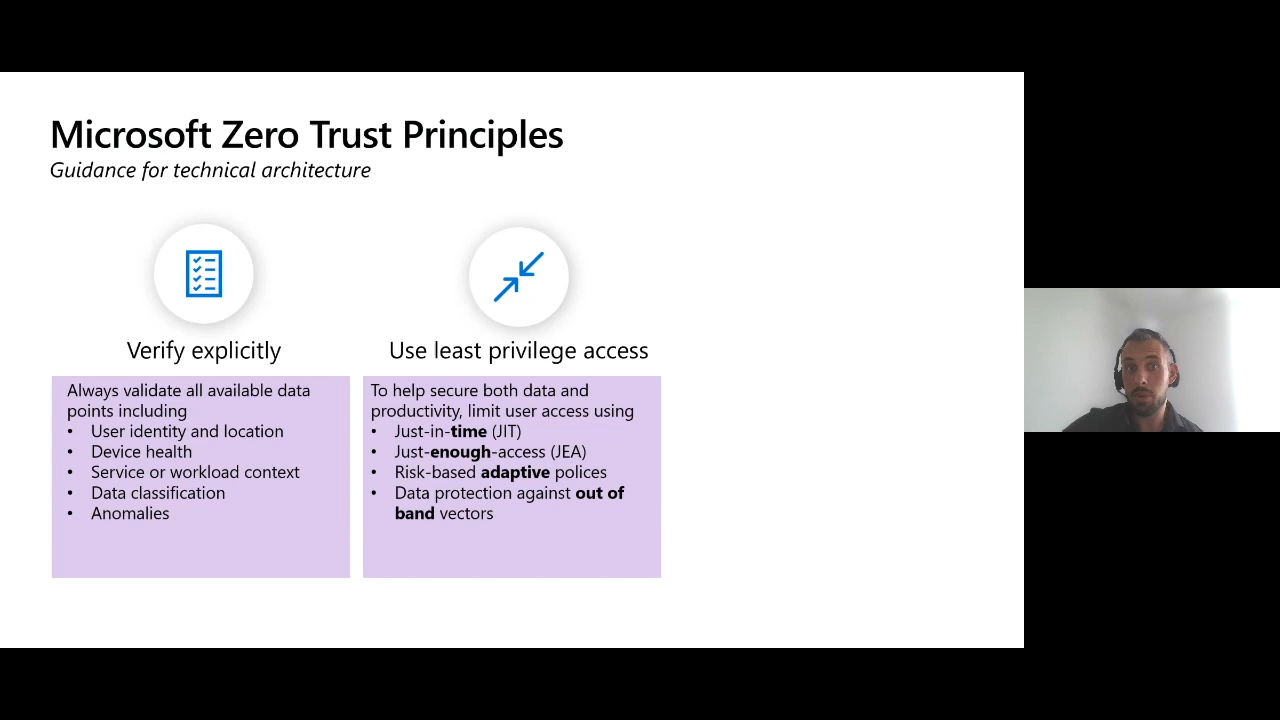 Microsoft Zero Trust Principles
Guidance for technical architecture
Verify explicitly
Always validate all available data
points including
• User identity and location
• Device health
• Service or workload context
• Data classification
• Anomalies
Use least privilege access
To help secure both data and
productivity, limit user access using
• Just-in-time (JIT)
• Just-enough-access (JEA)
• Risk-based adaptive polices
• Data protection against out of
band vectors